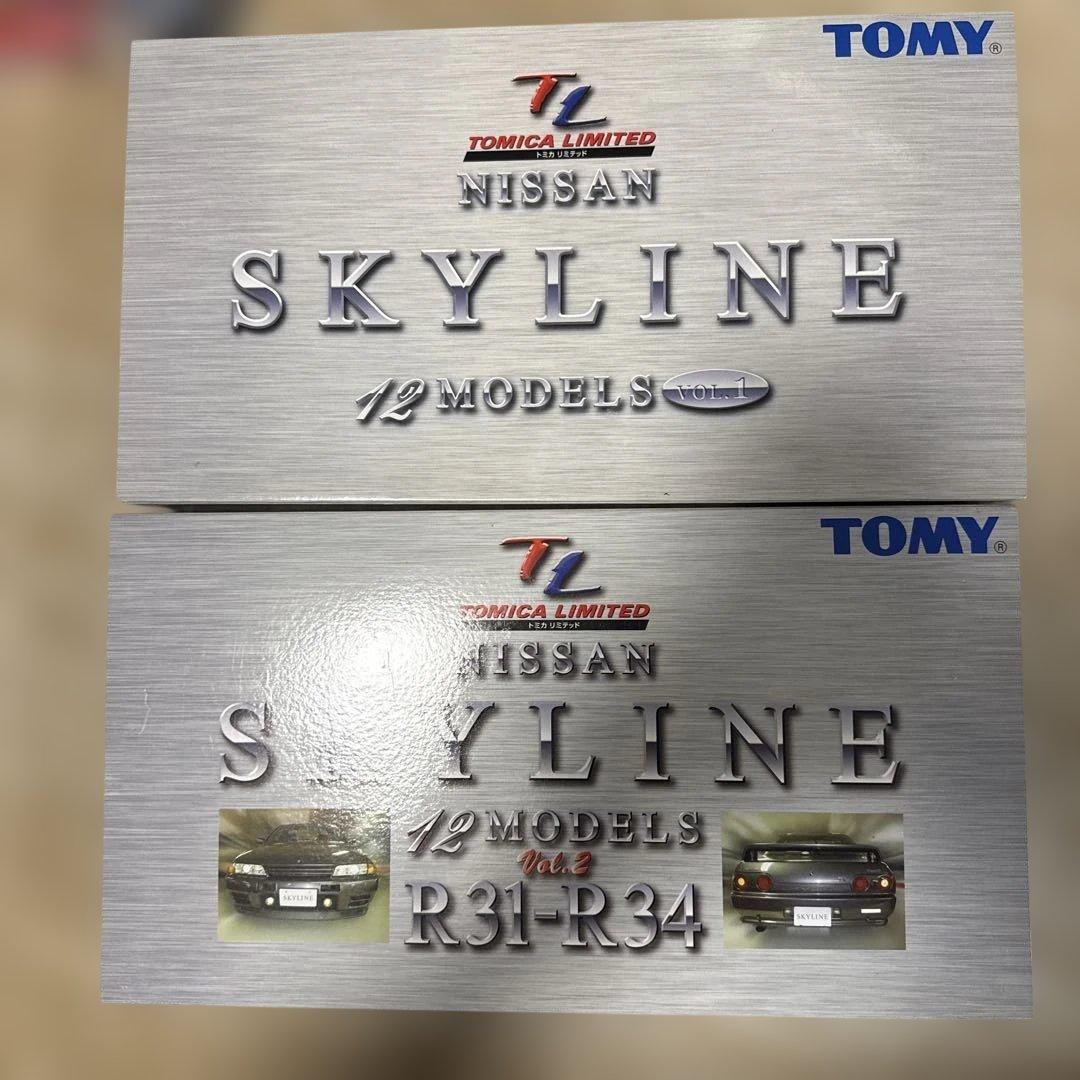 TOMY®
TL
TOMICA LIMITED
トミカ リミテッド
NISSAN
SKYLINE
12 MODELS VOL.1
TOMY®
TL
TOMICA LIMITED
トミカ リミテッド
NISSAN
SKYLINE
12 MODELS
Vol.2
R31-R34
SKYLINE
SKYLINE